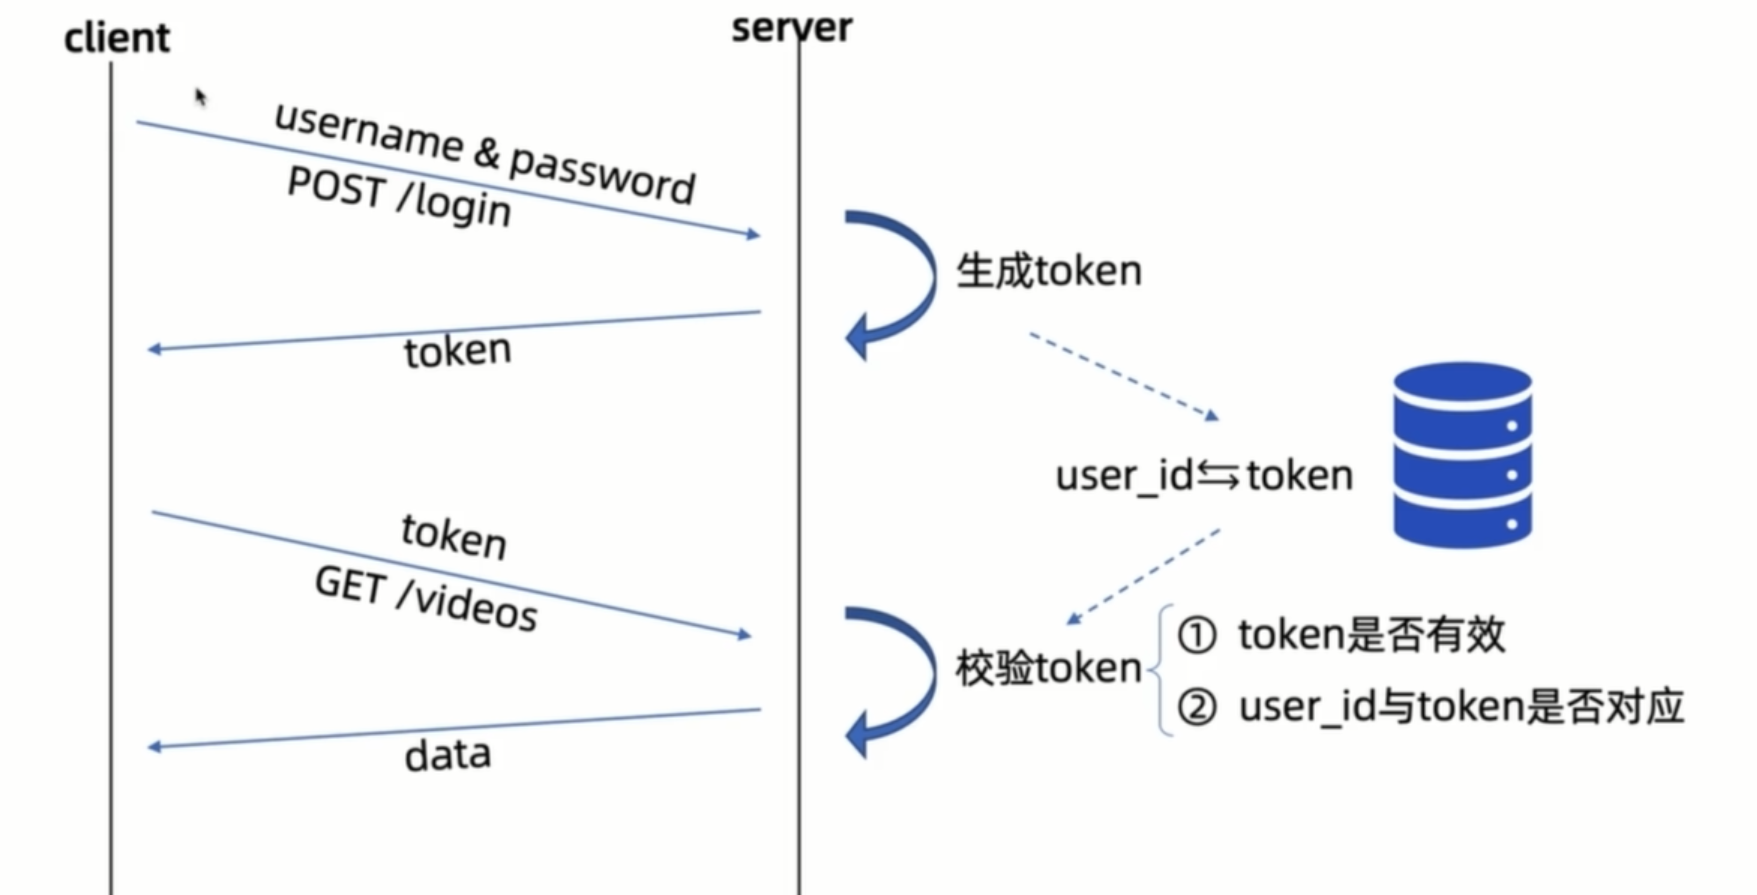 client
server
username & password
POST /login
生成token
token
user_id⇆token
token
GET /videos
校验token
① token是否有效
② user_id与token是否对应
data